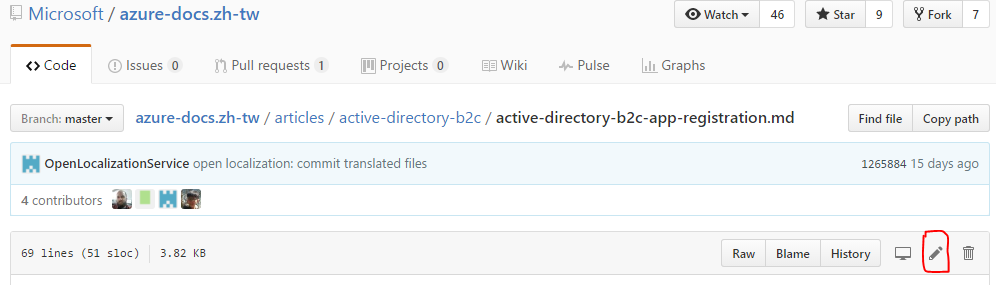 Microsoft / azure-docs.zh-tw
Watch 46 Star 9 Fork 7
Code Issues 0 Pull requests 1 Projects 0 Wiki Pulse Graphs
Branch: master azure-docs.zh-tw / articles / active-directory-b2c / active-directory-b2c-app-registration.md Find file Copy path
OpenLocalizationService open localization: commit translated files 1265884 15 days ago
4 contributors
69 lines (51 sloc) 3.82 KB Raw Blame History